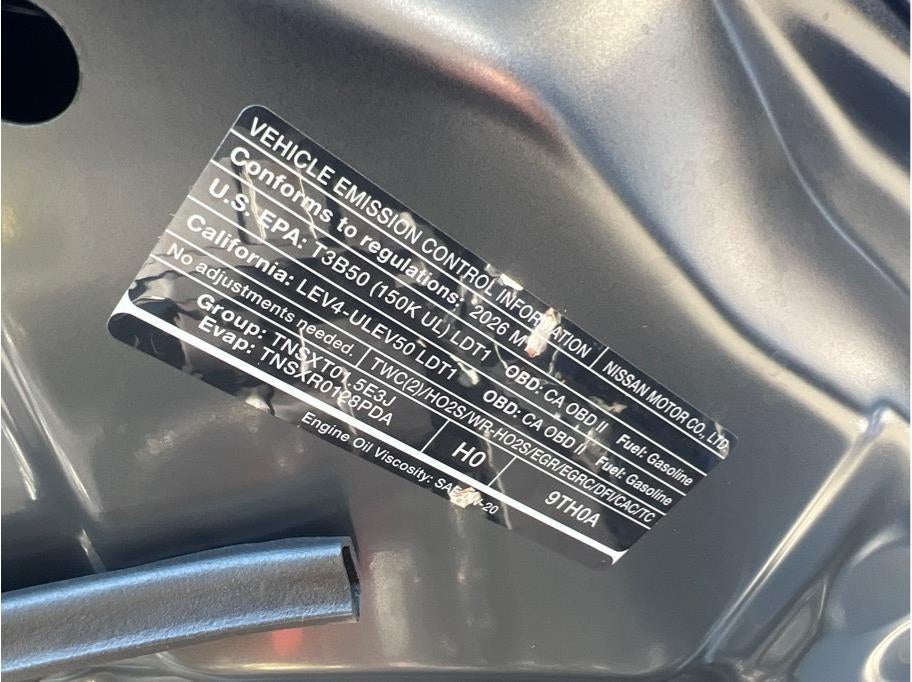 VEHICLE EMISSION CONTROL INFORMATION NISSAN MOTOR CO., LTD.
Conforms to regulations: 2026
U.S. EPA: T3B50 (150K UL) LDT1 OBD: CA OBD II Fuel: Gasoline
California: LEV4-ULEV50 LDT1 OBD: CA OBD II Fuel: Gasoline
No adjustments needed. TWC(2)/HO2S/WR-HO2S/EGR/EGRC/DFI/CAC/TC
Group: TNSXT01.5E3J
Evap: TNSXR0128PDA H0 9TH0A
Engine Oil Viscosity: SAE